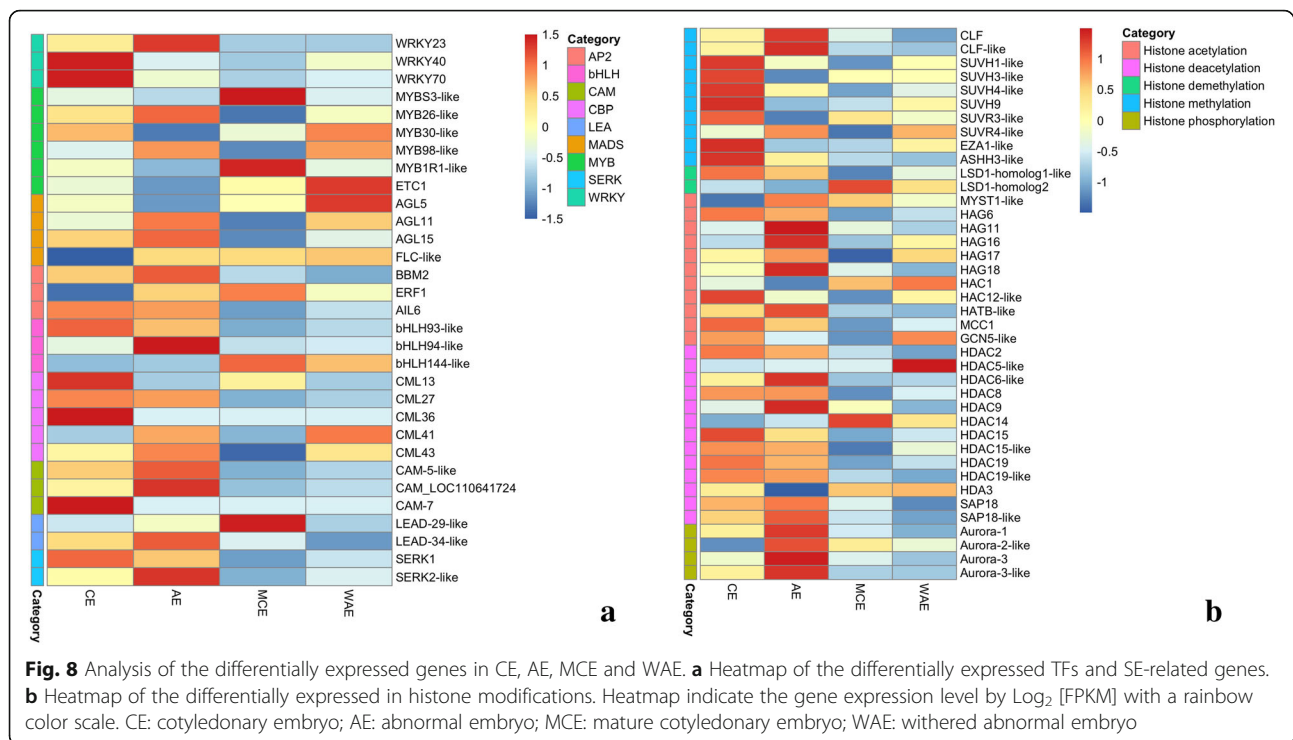 WRKY23
WRKY40
WRKY70
MYBS3-like
MYB26-like
MYB30-like
MYB98-like
MYB1R1-like
ETC1
AGL5
AGL11
AGL15
FLC-like
BBM2
ERF1
AIL6
bHLH93-like
bHLH94-like
bHLH144-like
CML13
CML27
CML36
CML41
CML43
CAM-5-like
CAM_LOC110641724
CAM-7
LEAD-29-like
LEAD-34-like
SERK1
SERK2-like
Category
CE
AE
MCE
WAE
1.5
1
0.5
0
-0.5
-1
-1.5
Category
AP2
bHLH
CAM
CBP
LEA
MADS
MYB
SERK
WRKY
a
CLF
CLF-like
SUVH1-like
SUVH3-like
SUVH4-like
SUVH9
SUVR3-like
SUVR4-like
EZA1-like
ASHH3-like
LSD1-homolog1-like
LSD1-homolog2
MYST1-like
HAG6
HAG11
HAG16
HAG17
HAG18
HAC1
HAC12-like
HATB-like
MCC1
GCN5-like
HDAC2
HDAC5-like
HDAC6-like
HDAC8
HDAC9
HDAC14
HDAC15
HDAC15-like
HDAC19
HDAC19-like
HDA3
SAP18
SAP18-like
Aurora-1
Aurora-2-like
Aurora-3
Aurora-3-like
Category
CE
AE
MCE
WAE
1
0.5
0
-0.5
-1
Category
Histone acetylation
Histone deacetylation
Histone demethylation
Histone methylation
Histone phosphorylation
b
Fig. 8 Analysis of the differentially expressed genes in CE, AE, MCE and WAE. a Heatmap of the differentially expressed TFs and SE-related genes.
b Heatmap of the differentially expressed in histone modifications. Heatmap indicate the gene expression level by Log2 [FPKM] with a rainbow
color scale. CE: cotyledonary embryo; AE: abnormal embryo; MCE: mature cotyledonary embryo; WAE: withered abnormal embryo